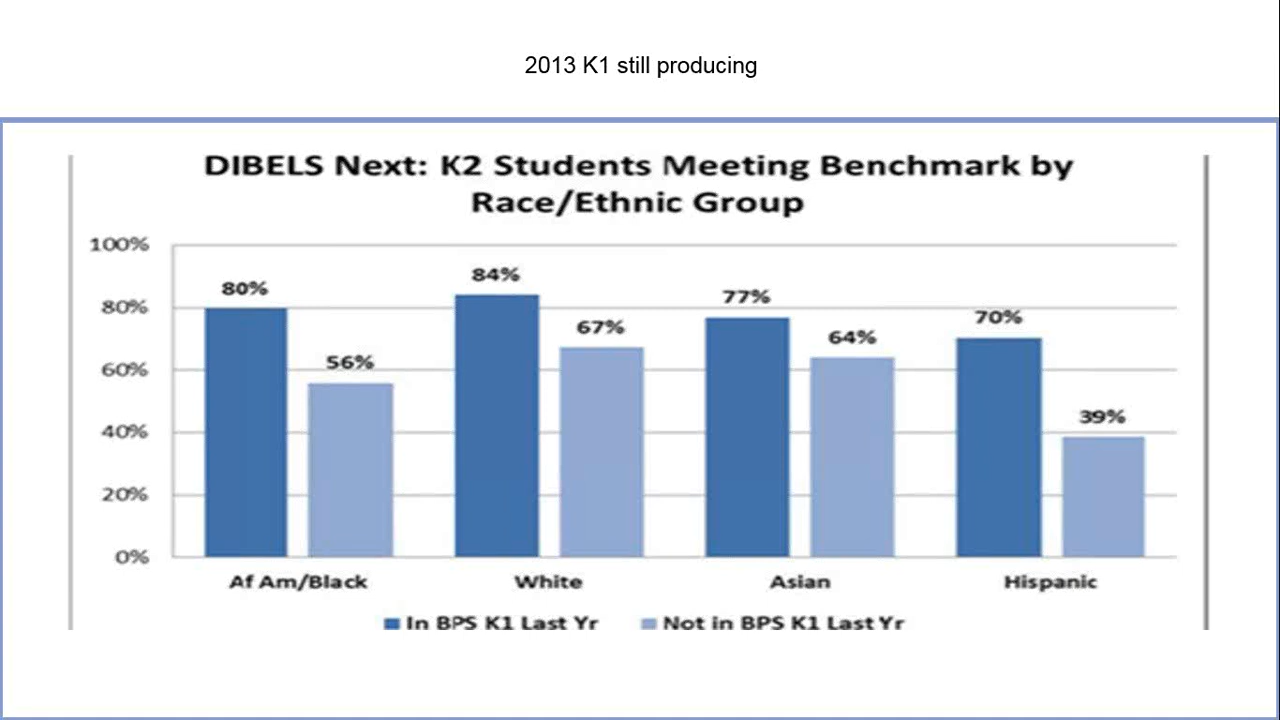 2013 K1 still producing
DIBELS Next: K2 Students Meeting Benchmark by
Race/Ethnic Group
100%
80%
60%
40%
20%
0%
80%
56%
84%
67%
77%
64%
70%
39%
Af Am/Black
White
Asian
Hispanic
In BPS K1 Last Yr
Not in BPS K1 Last Yr